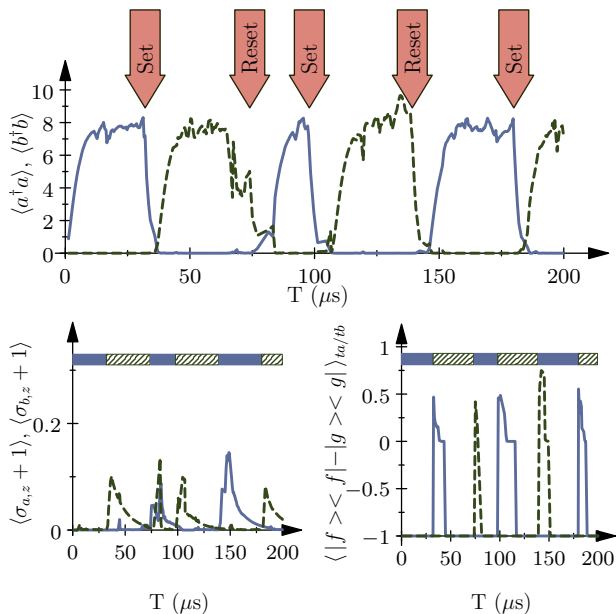 Set
Reset
Set
Reset
Set
⟨a†a⟩, ⟨b†b⟩
10
8
6
4
2
0
0 50 100 150 200
T (μs)
⟨σa,z + 1⟩, ⟨σb,z + 1⟩
0.2
0
0 50 100 150 200
T (μs)
⟨|f >< f|−|g >< g|⟩ta/tb
1
0.5
0
−0.5
−1
0 50 100 150 200
T (μs)